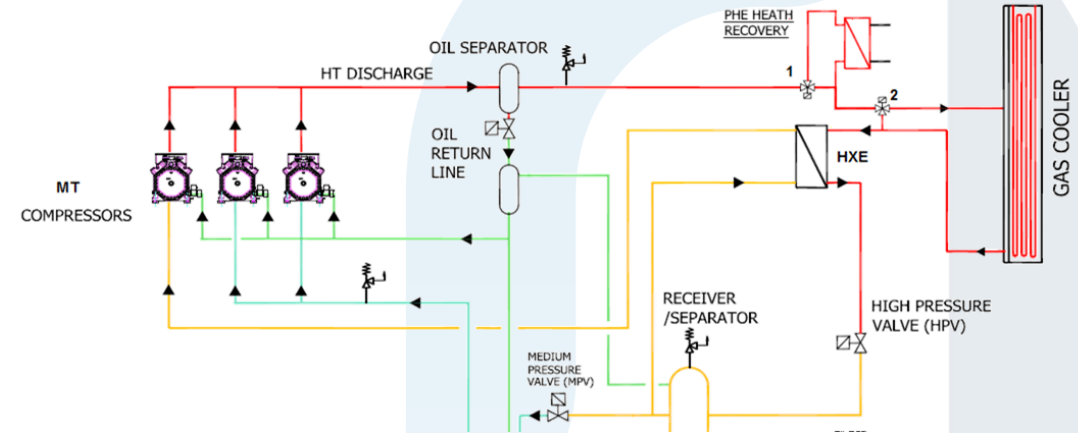 PHE HEATH
RECOVERY
OIL SEPARATOR
HT DISCHARGE
1
2
OIL
RETURN
LINE
HXE
GAS COOLER
MT
COMPRESSORS
RECEIVER
/SEPARATOR
HIGH PRESSURE
VALVE (HPV)
MEDIUM
PRESSURE
VALVE (MPV)